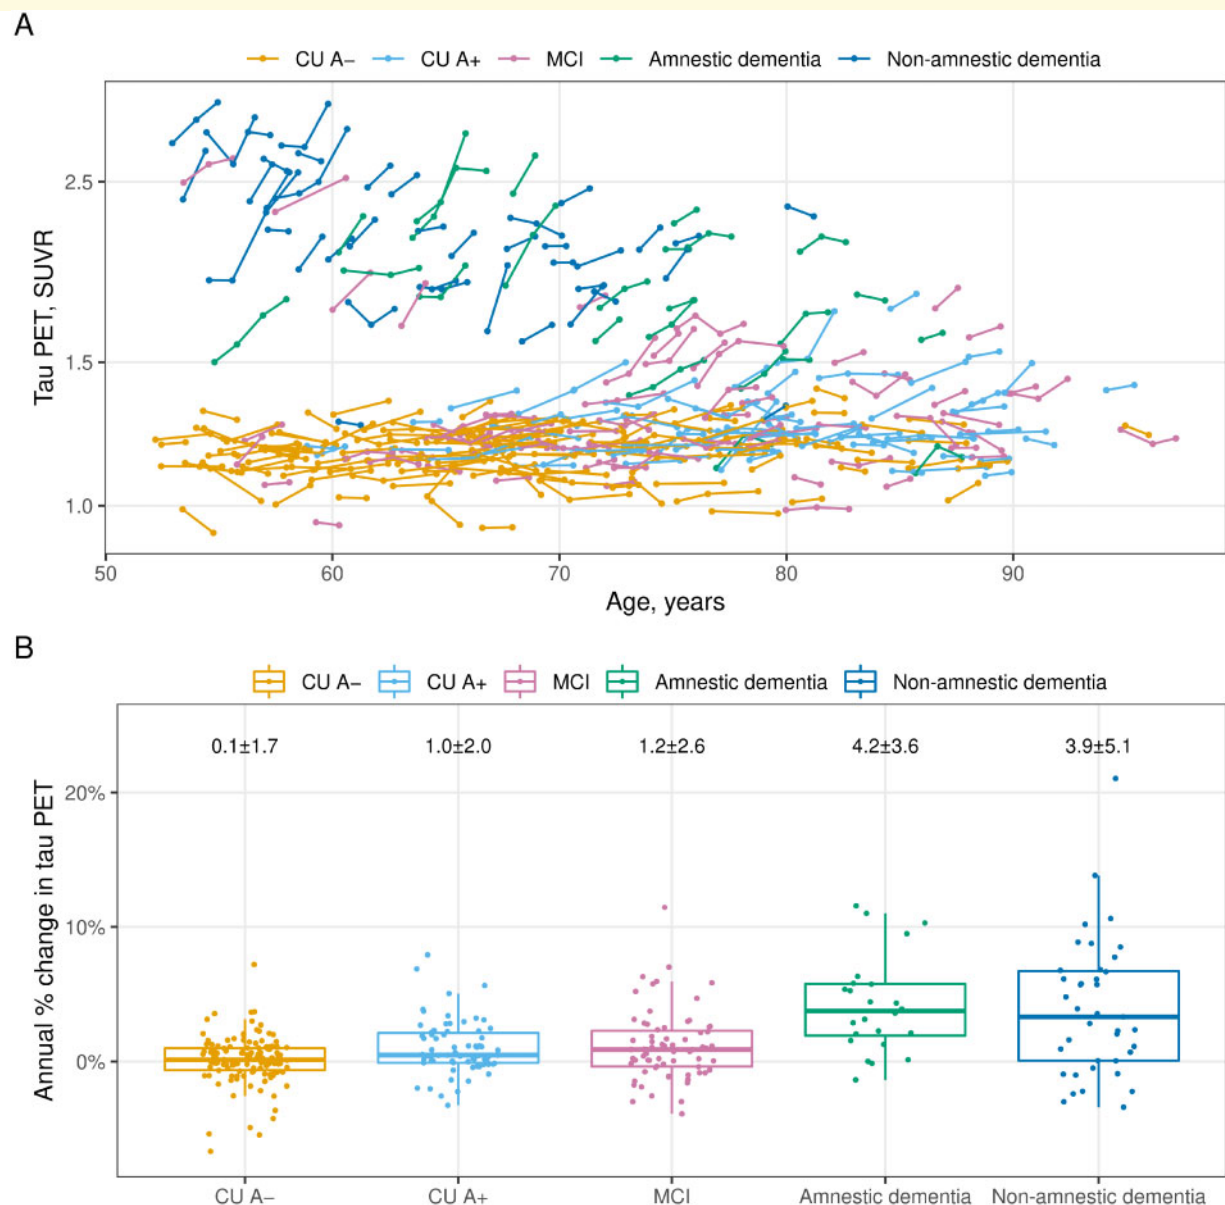 A
CU A− CU A+ MCI Amnestic dementia Non-amnestic dementia
Tau PET, SUVR
2.5
1.5
1.0
50 60 70 80 90
Age, years
B
CU A− CU A+ MCI Amnestic dementia Non-amnestic dementia
0.1±1.7 1.0±2.0 1.2±2.6 4.2±3.6 3.9±5.1
Annual % change in tau PET
20%
10%
0%
CU A− CU A+ MCI Amnestic dementia Non-amnestic dementia